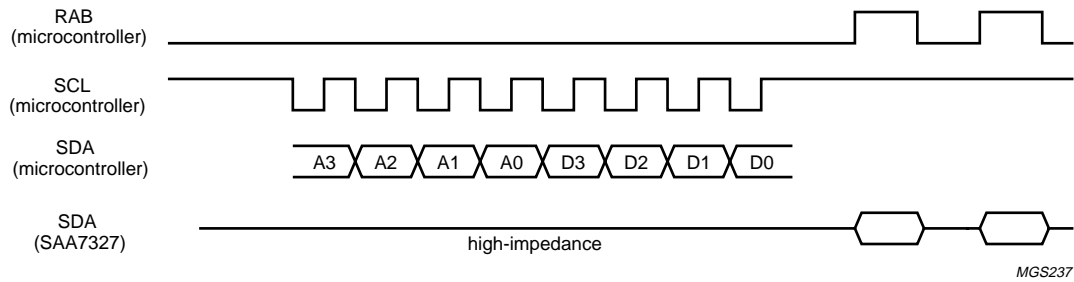 RAB
(microcontroller)
SCL
(microcontroller)
SDA
(microcontroller)
A3 A2 A1 A0 D3 D2 D1 D0
SDA
(SAA7327)
high-impedance
MGS237